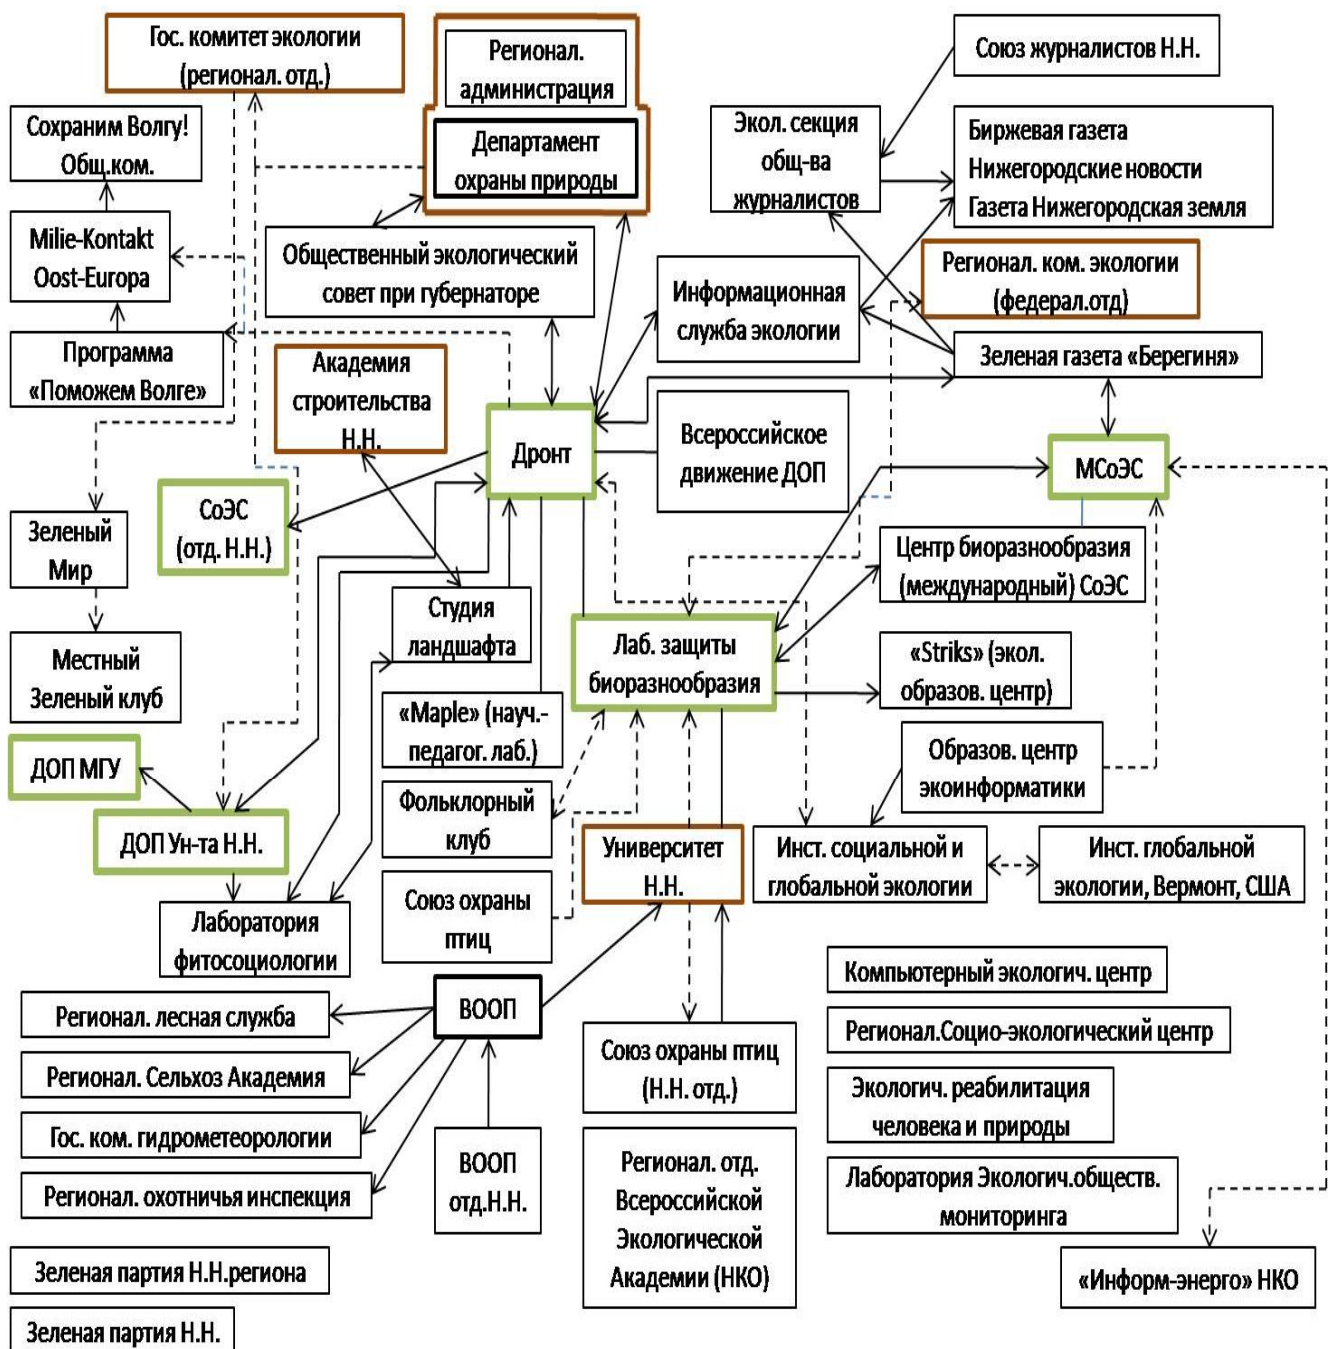 Гос. комитет экологии
(регионал. отд.)
Регионал.
администрация
Департамент
охраны природы
Союз журналистов Н.Н.
Сохраним Волгу!
Общ.ком.
Экол. секция
общ-ва
журналистов
Биржевая газета
Нижегородские новости
Газета Нижегородская земля
Milie-Kontakt
Oost-Europa
Общественный экологический
совет при губернаторе
Информационная
служба экологии
Регионал. ком. экологии
(федерал.отд)
Программа
«Поможем Волге»
Академия
строительства
Н.Н.
Зеленая газета «Берегиня»
Дронт
Всероссийское
движение ДОП
МСоЭС
СоЭС
(отд. Н.Н.)
Зеленый
Мир
Центр биоразнообразия
(международный) СоЭС
Студия
ландшафта
Лаб. защиты
биоразнообразия
Местный
Зеленый клуб
«Striks» (экол.
образов. центр)
«Maple» (науч.-
педагог. лаб.)
ДОП МГУ
Образов. центр
экоинформатики
Фольклорный
клуб
ДОП Ун-та Н.Н.
Университет
Н.Н.
Инст. социальной и
глобальной экологии
Инст. глобальной
экологии, Вермонт, США
Союз охраны
птиц
Лаборатория
фитосоциологии
Компьютерный экологич. центр
ВООП
Регионал. лесная служба
Регионал.Социо-экологический центр
Союз охраны птиц
(Н.Н. отд.)
Регионал. Сельхоз Академия
Экологич. реабилитация
человека и природы
Гос. ком. гидрометеорологии
ВООП
отд.Н.Н.
Регионал. отд.
Всероссийской
Экологической
Академии (НКО)
Регионал. охотничья инспекция
Лаборатория Экологич.обществ.
мониторинга
Зеленая партия Н.Н.региона
«Информ-энерго» НКО
Зеленая партия Н.Н.